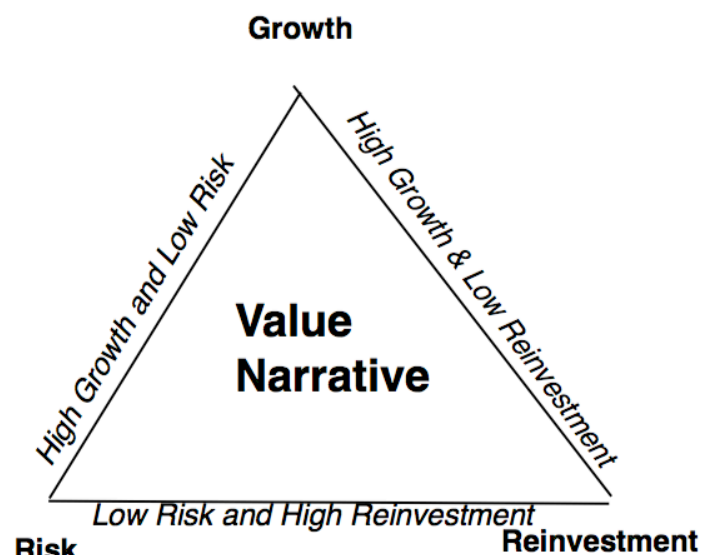 Growth
High Growth and Low Risk
High Growth & Low Reinvestment
Value
Narrative
Low Risk and High Reinvestment
Risk
Reinvestment